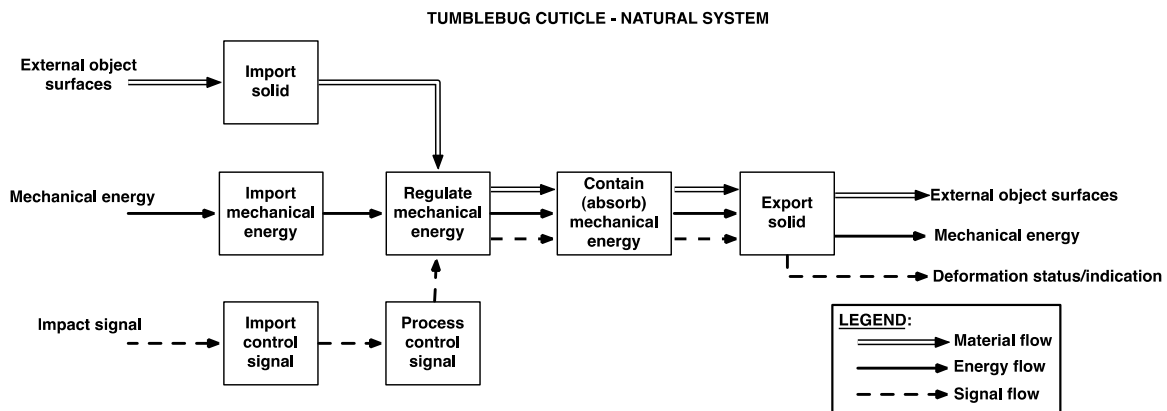 TUMBLEBUG CUTICLE - NATURAL SYSTEM
External object
surfaces
Import
solid
Mechanical energy
Import
mechanical
energy
Regulate
mechanical
energy
Contain
(absorb)
mechanical
energy
Export
solid
External object surfaces
Mechanical energy
Deformation status/indication
Impact signal
Import
control
signal
Process
control
signal
LEGEND:
Material flow
Energy flow
Signal flow